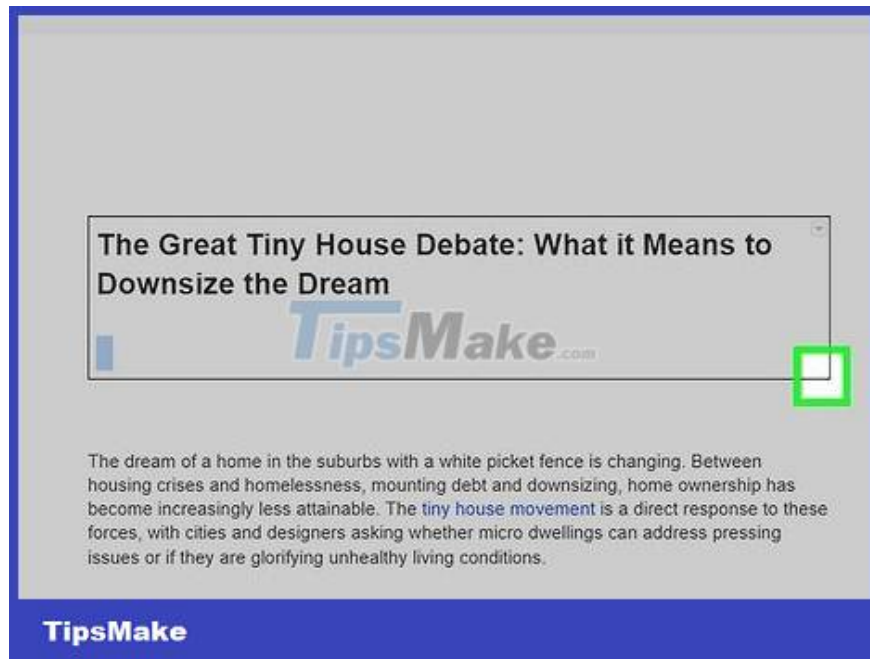 The Great Tiny House Debate: What it Means to
Downsize the Dream
TipsMake.com
The dream of a home in the suburbs with a white picket fence is changing. Between
housing crises and homelessness, mounting debt and downsizing, home ownership has
become increasingly less attainable. The tiny house movement is a direct response to these
forces, with cities and designers asking whether micro dwellings can address pressing
issues or if they are glorifying unhealthy living conditions.
TipsMake